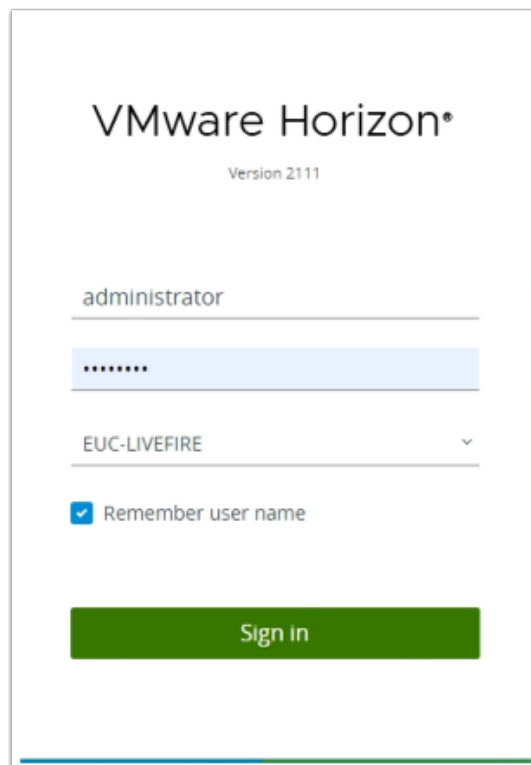 VMware Horizon®
Version 2111
administrator
••••••••
EUC-LIVEFIRE
Remember user name
Sign in